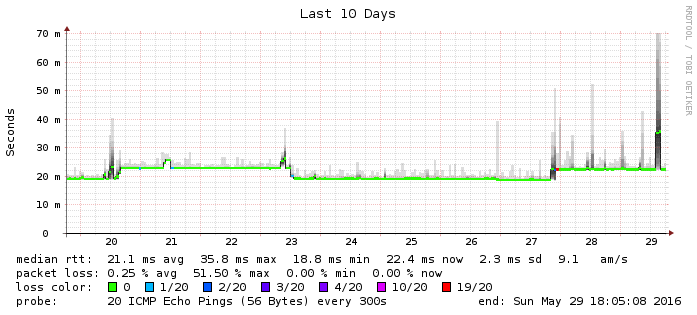 Last 10 Days
RRDTOOL / TOBI OETIKER
Seconds
70 m
60 m
50 m
40 m
30 m
20 m
10 m
0
20 21 22 23 24 25 26 27 28 29
median rtt: 21.1 ms avg 35.8 ms max 18.8 ms min 22.4 ms now 2.3 ms sd 9.1 am/s
packet loss: 0.25 % avg 51.50 % max 0.00 % min 0.00 % now
loss color: 0 1/20 2/20 3/20 4/20 10/20 19/20
probe: 20 ICMP Echo Pings (56 Bytes) every 300s end: Sun May 29 18:05:08 2016